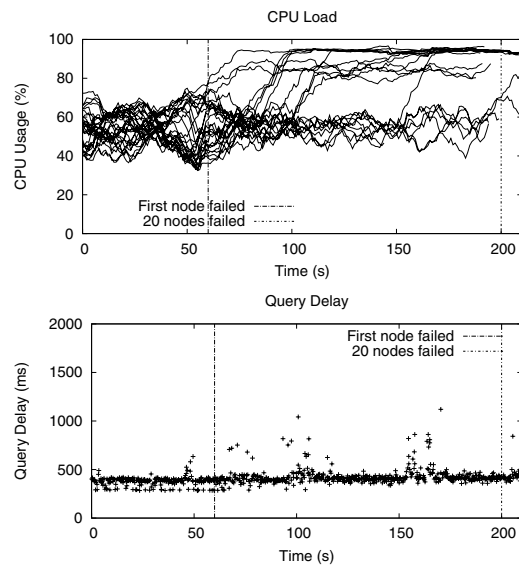 CPU Load
100
80
60
40
20
0
CPU Usage (%)
First node failed
20 nodes failed
0 50 100 150 200
Time (s)
Query Delay
2000
1500
1000
500
0
Query Delay (ms)
First node failed
20 nodes failed
0 50 100 150 200
Time (s)